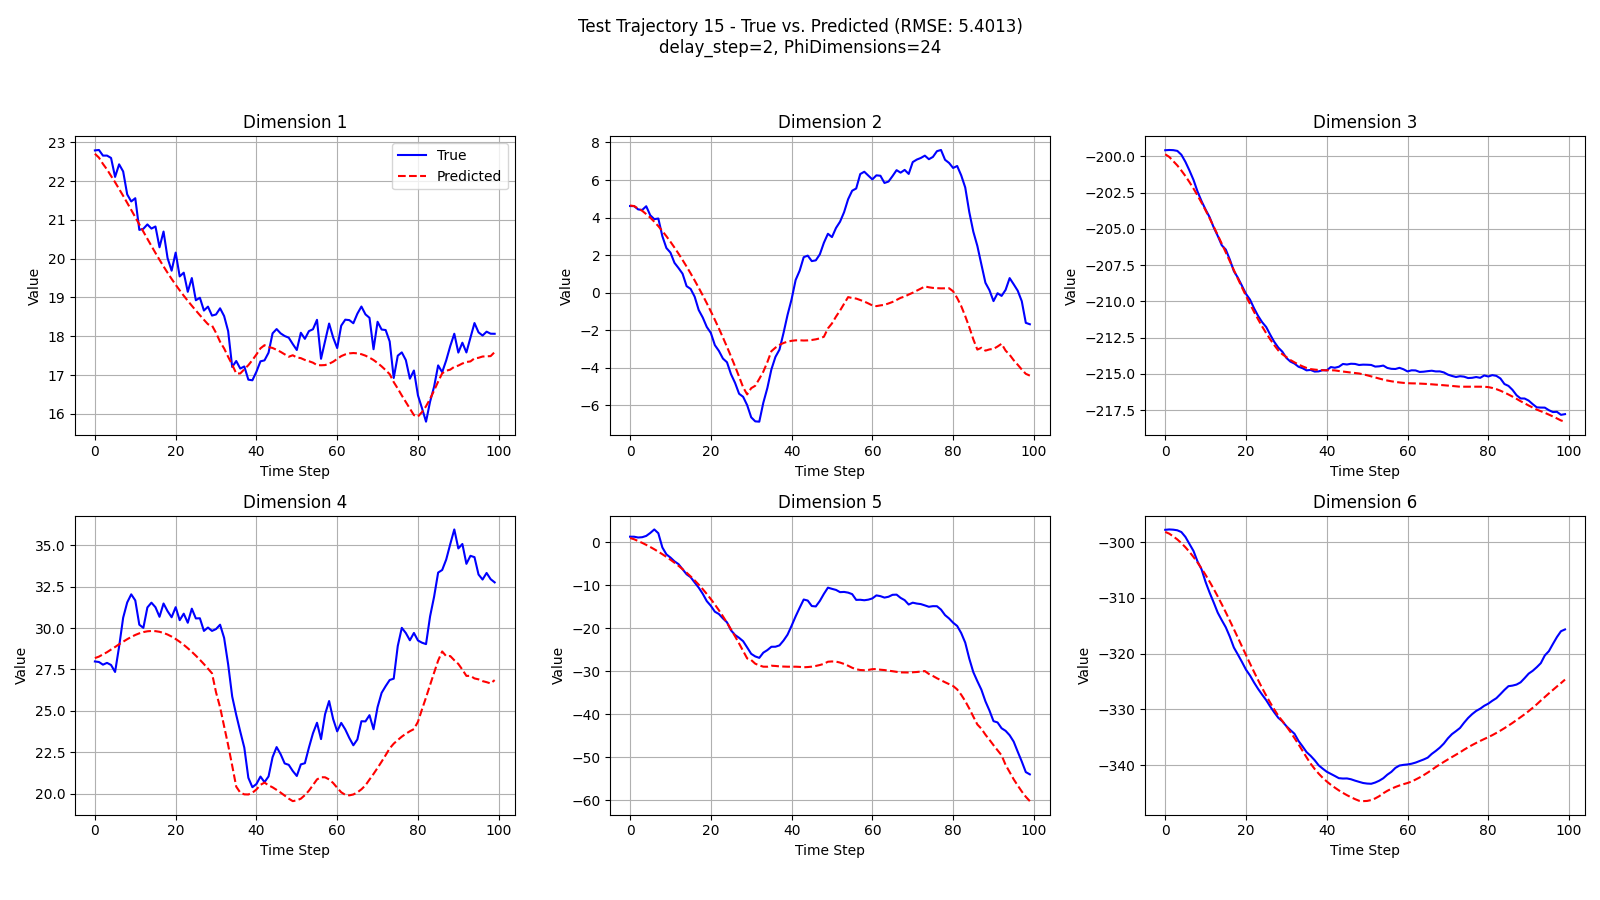 Test Trajectory 15 - True vs. Predicted (RMSE: 5.4013)
delay_step=2, PhiDimensions=24
Dimension 1
23
22
21
20
19
18
17
16
Value
0 20 40 60 80 100
Time Step
True
Predicted
Dimension 2
8
6
4
2
0
−2
−4
−6
Value
0 20 40 60 80 100
Time Step
Dimension 3
−200.0
−202.5
−205.0
−207.5
−210.0
−212.5
−215.0
−217.5
Value
0 20 40 60 80 100
Time Step
Dimension 4
35.0
32.5
30.0
27.5
25.0
22.5
20.0
Value
0 20 40 60 80 100
Time Step
Dimension 5
0
−10
−20
−30
−40
−50
−60
Value
0 20 40 60 80 100
Time Step
Dimension 6
−300
−310
−320
−330
−340
Value
0 20 40 60 80 100
Time Step